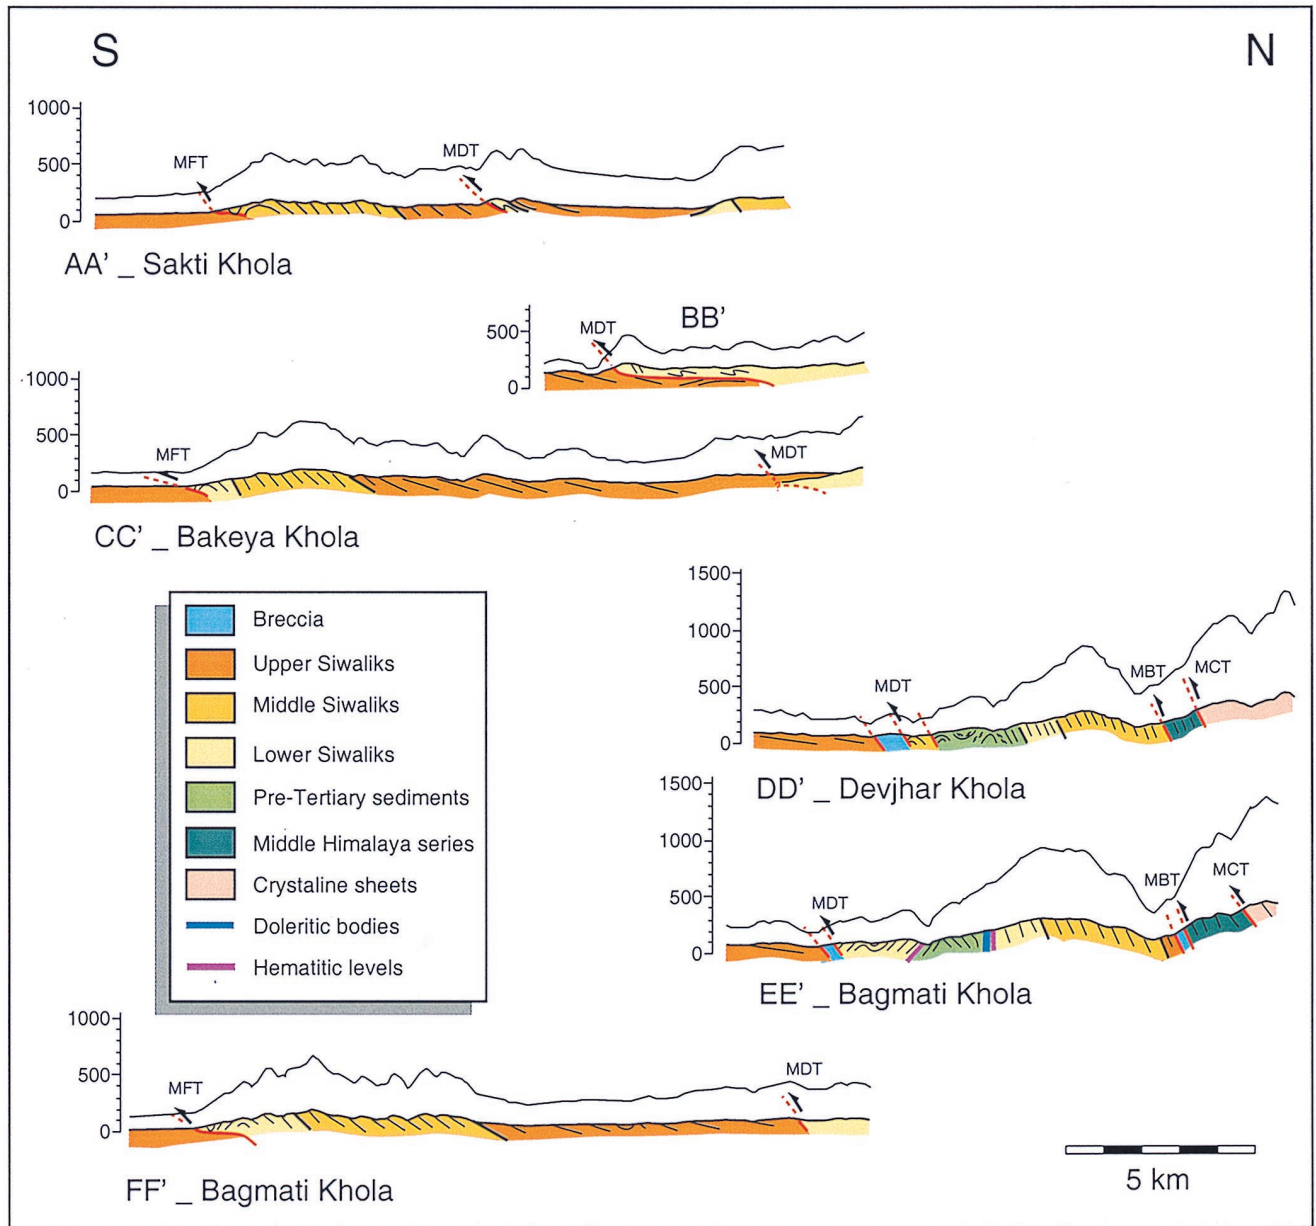 S
N
1000
500
0
MFT
MDT
AA' _ Sakti Khola
500
0
MDT
BB'
1000
500
0
MFT
MDT
CC' _ Bakeya Khola
Breccia
Upper Siwaliks
Middle Siwaliks
Lower Siwaliks
Pre-Tertiary sediments
Middle Himalaya series
Crystaline sheets
Doleritic bodies
Hematitic levels
1500
1000
500
0
MDT
MBT
MCT
DD' _ Devjhar Khola
1500
1000
500
0
MDT
MBT
MCT
EE' _ Bagmati Khola
1000
500
0
MFT
MDT
FF' _ Bagmati Khola
5 km